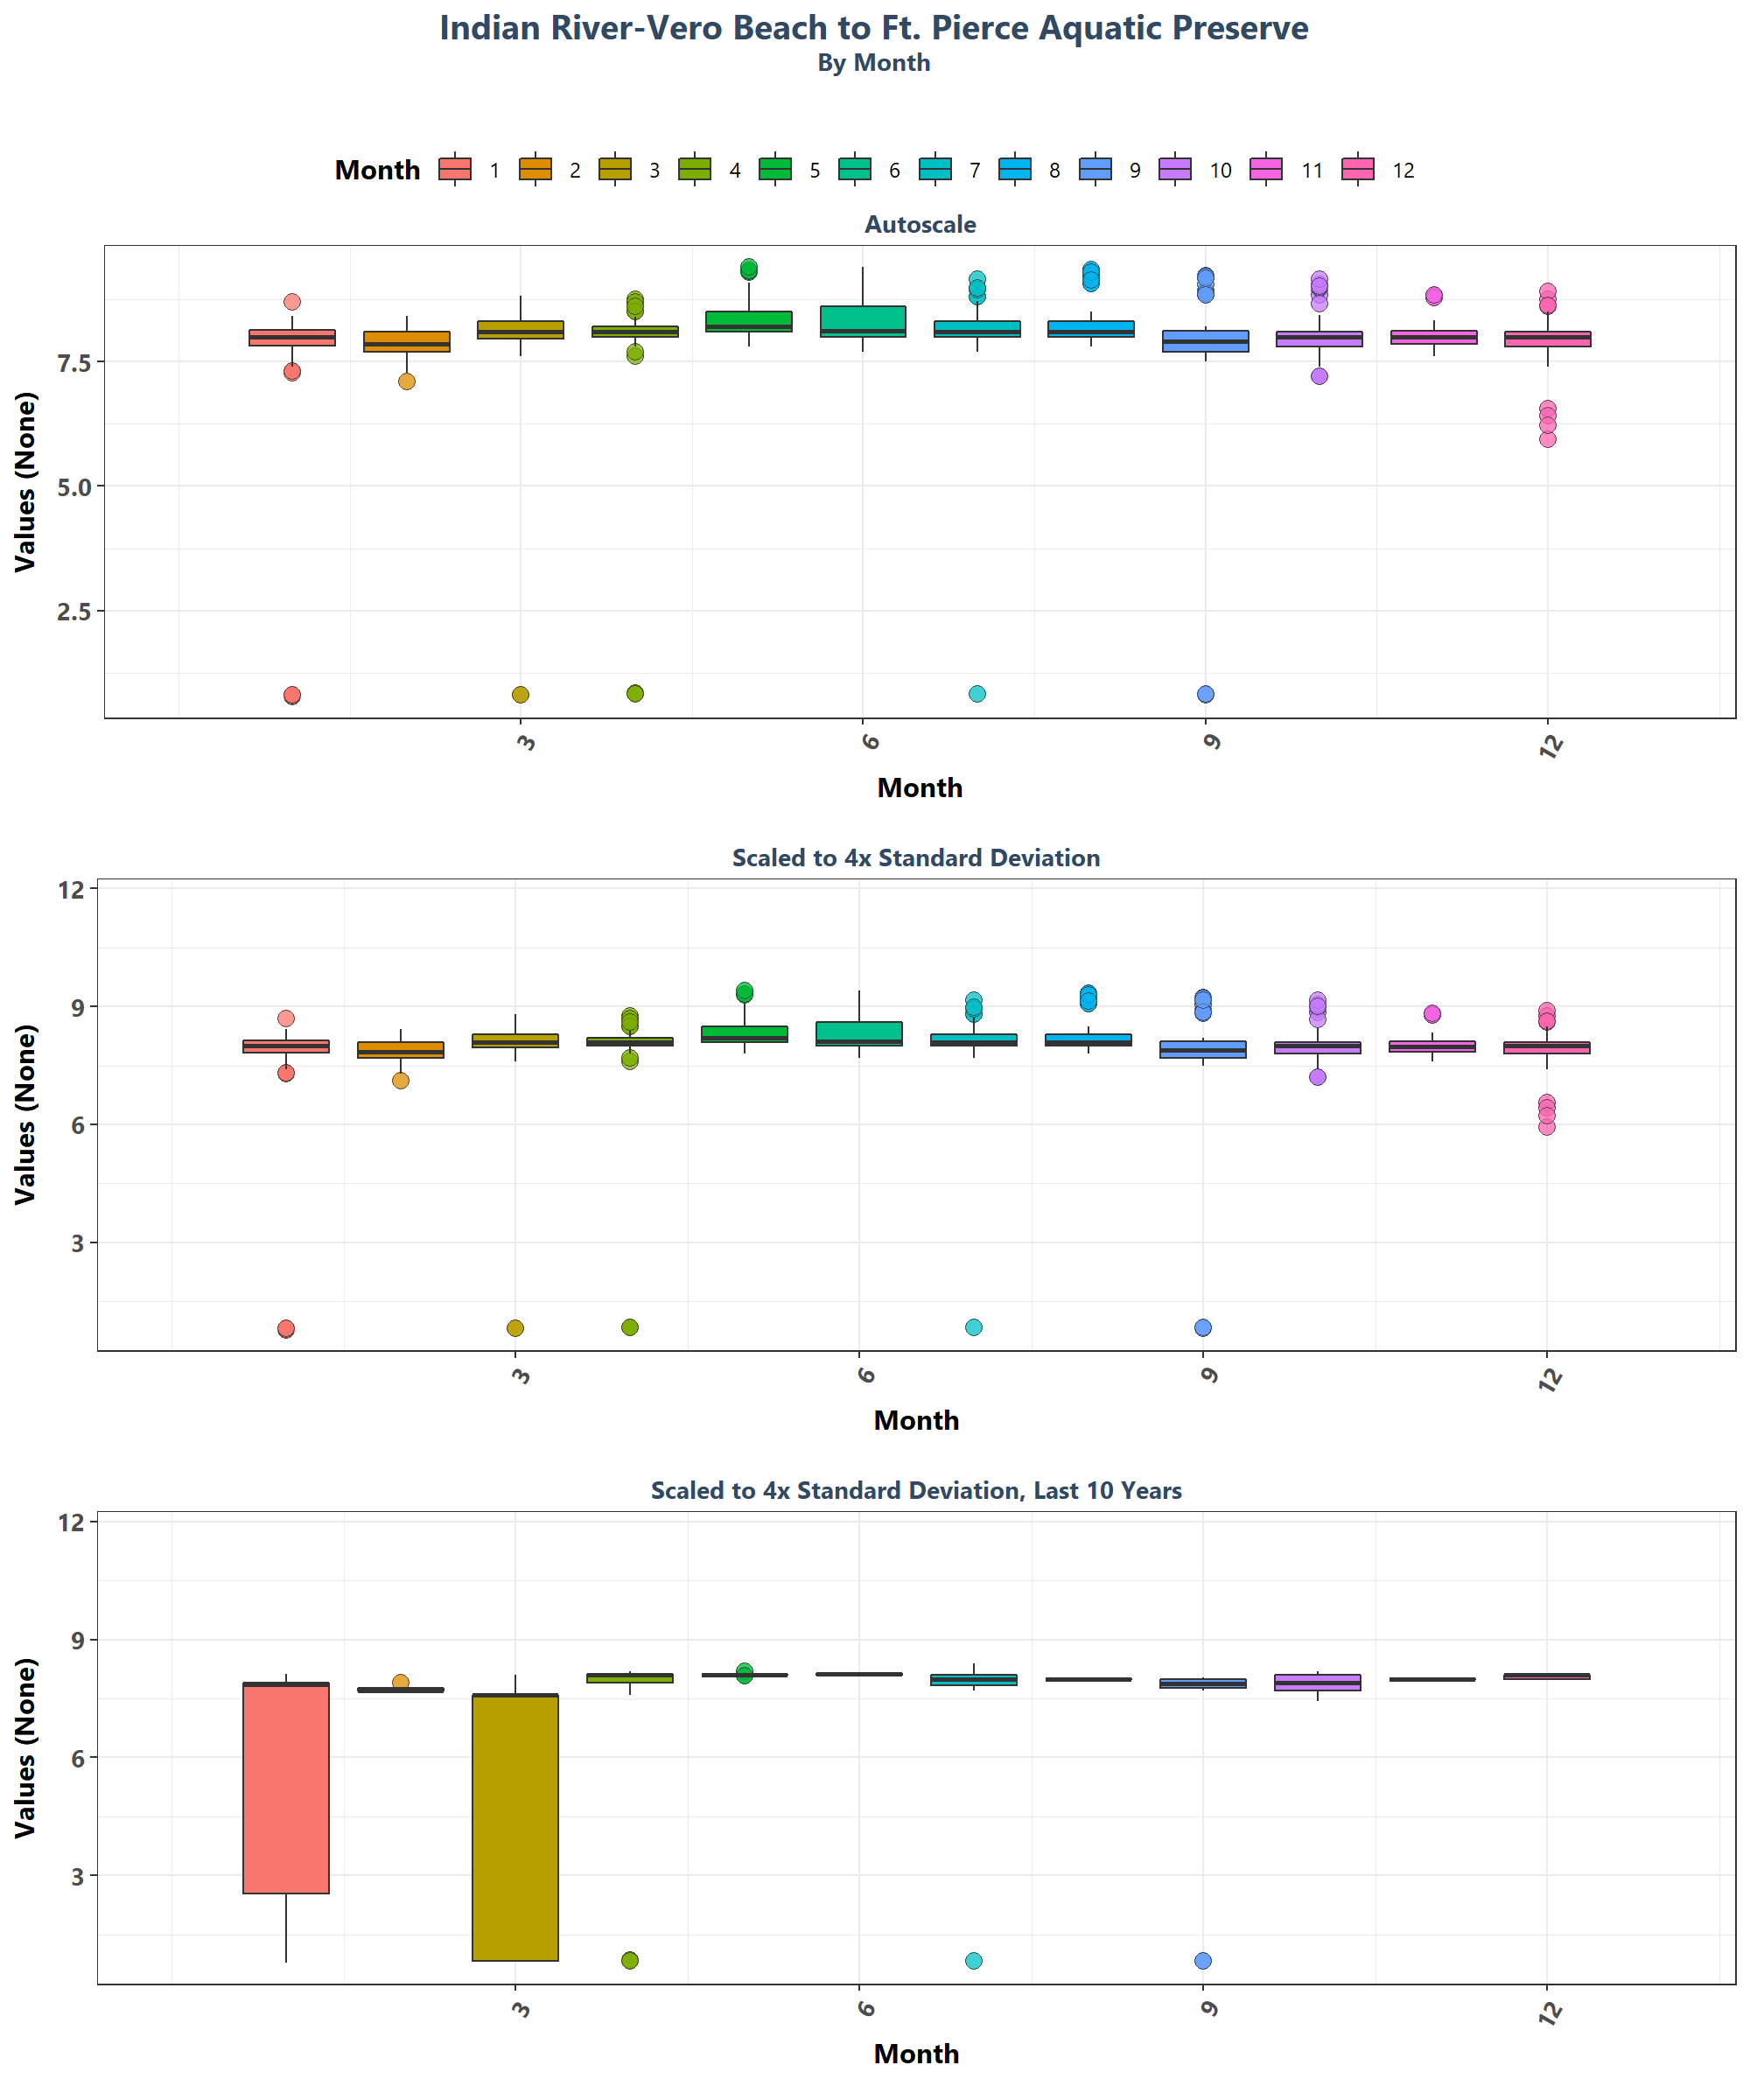 Indian River-Vero Beach to Ft. Pierce Aquatic Preserve
By Month
Month 1 2 3 4 5 6 7 8 9 10 11 12
Autoscale
Values (None)
7.5
5.0
2.5
3 6 9 12
Month
Scaled to 4x Standard Deviation
Values (None)
12
9
6
3
3 6 9 12
Month
Scaled to 4x Standard Deviation, Last 10 Years
Values (None)
12
9
6
3
3 6 9 12
Month